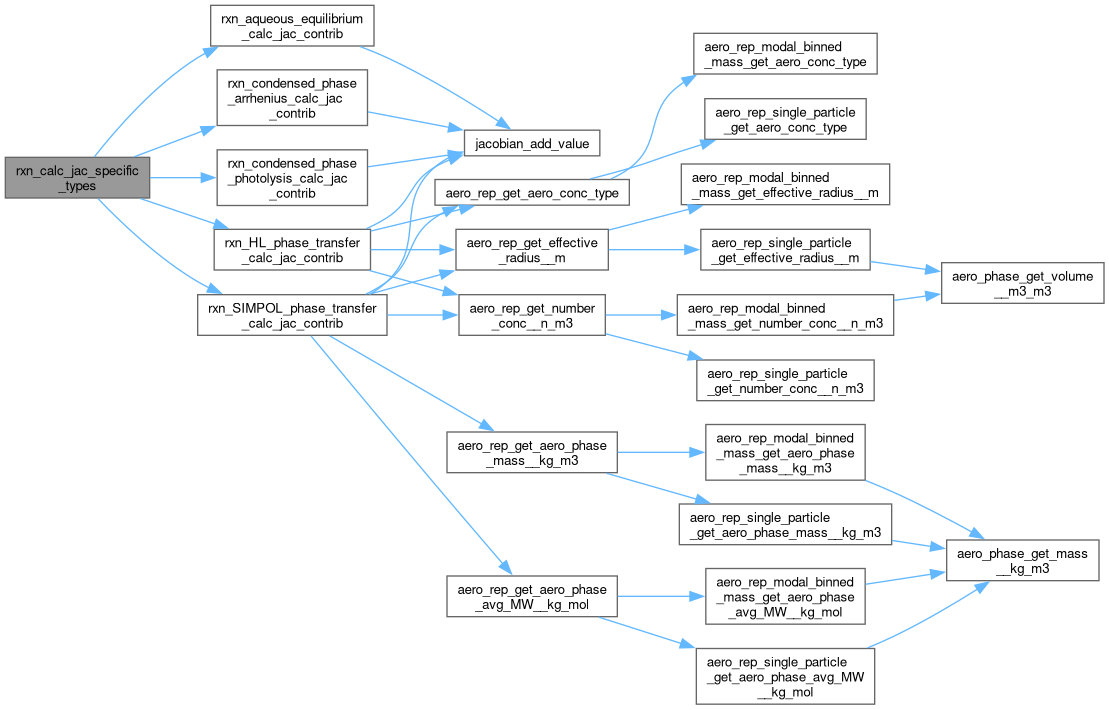 rxn_calc_jac_specific
_types
rxn_aqueous_equilibrium
_calc_jac_contrib
rxn_condensed_phase
_arrhenius_calc_jac
_contrib
rxn_condensed_phase
_photolysis_calc_jac
_contrib
rxn_HL_phase_transfer
_calc_jac_contrib
rxn_SIMPOL_phase_transfer
_calc_jac_contrib
jacobian_add_value
aero_rep_get_aero_conc_type
aero_rep_get_effective
_radius__m
aero_rep_get_number
_conc__n_m3
aero_rep_get_aero_phase
_mass__kg_m3
aero_rep_get_aero_phase
_avg_MW__kg_mol
aero_rep_modal_binned
_mass_get_aero_conc_type
aero_rep_single_particle
_get_aero_conc_type
aero_rep_modal_binned
_mass_get_effective_radius__m
aero_rep_single_particle
_get_effective_radius__m
aero_rep_modal_binned
_mass_get_number_conc__n_m3
aero_rep_single_particle
_get_number_conc__n_m3
aero_rep_modal_binned
_mass_get_aero_phase
_mass__kg_m3
aero_rep_single_particle
_get_aero_phase_mass__kg_m3
aero_rep_modal_binned
_mass_get_aero_phase
_avg_MW__kg_mol
aero_rep_single_particle
_get_aero_phase_avg_MW
__kg_mol
aero_phase_get_volume
__m3_m3
aero_phase_get_mass
__kg_m3